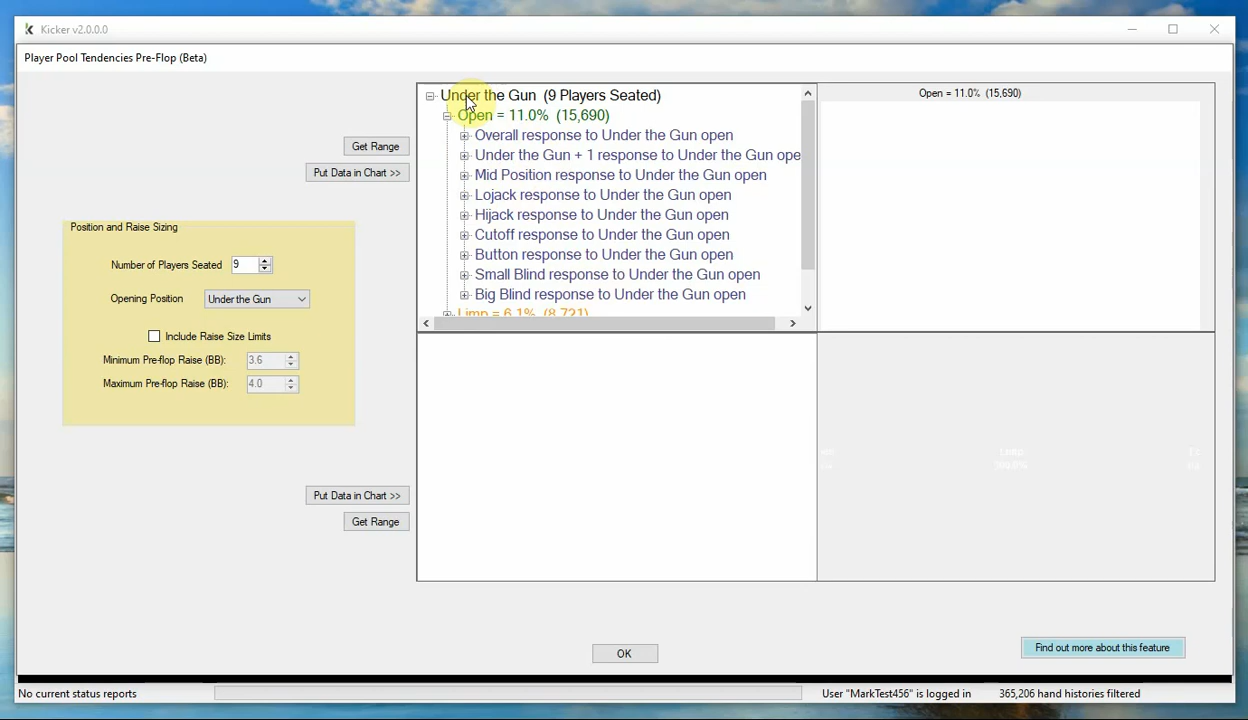 Kicker v2.0.0.0
Player Pool Tendencies Pre-Flop (Beta)
Under the Gun (9 Players Seated)
Open = 11.0% (15,690)
Overall response to Under the Gun open
Under the Gun + 1 response to Under the Gun ope
Mid Position response to Under the Gun open
Lojack response to Under the Gun open
Hijack response to Under the Gun open
Cutoff response to Under the Gun open
Button response to Under the Gun open
Small Blind response to Under the Gun open
Big Blind response to Under the Gun open
Limp = 6.1% (8,721)
Open = 11.0% (15,690)
Get Range
Put Data in Chart >>
Position and Raise Sizing
Number of Players Seated 9
Opening Position Under the Gun
Include Raise Size Limits
Minimum Pre-flop Raise (BB): 3.6
Maximum Pre-flop Raise (BB): 4.0
Limp:
100.0%
Put Data in Chart >>
Get Range
OK
Find out more about this feature
No current status reports
User "MarkTest456" is logged in
365,206 hand histories filtered